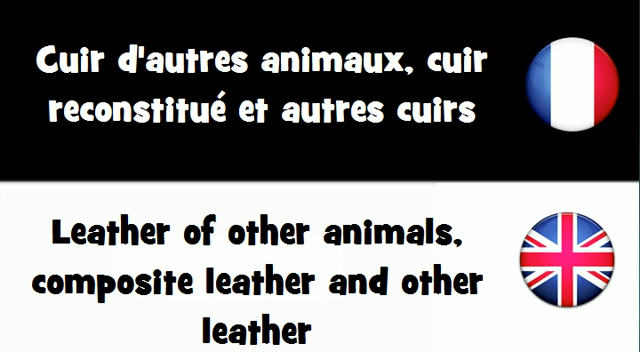 Cuir d'autres animaux, cuir
reconstitué et autres cuirs
Leather of other animals,
composite leather and other
leather